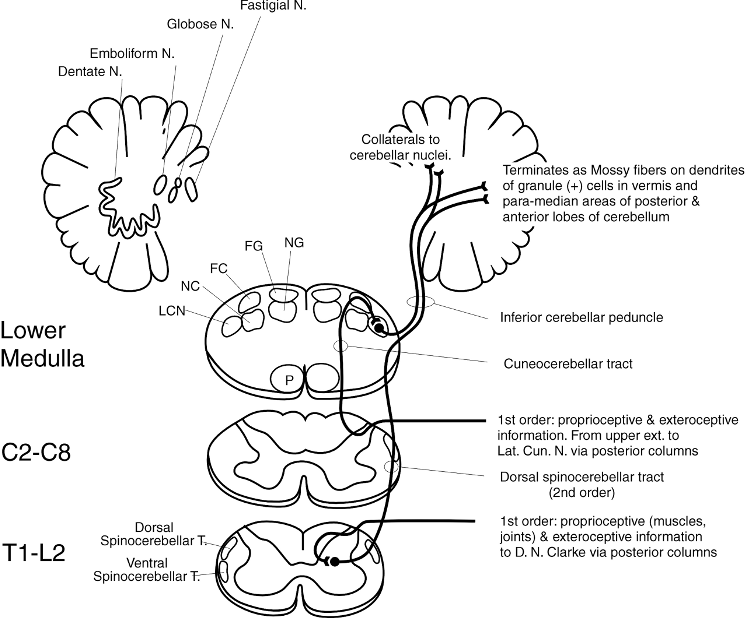 Fastigial N.
Globose N.
Emboliform N.
Dentate N.
Collaterals to
cerebellar nuclei.
Terminates as Mossy fibers on dendrites
of granule (+) cells in vermis and
para-median areas of posterior &
anterior lobes of cerebellum
NG
FG
FC
NC
LCN
Inferior cerebellar peduncle
Lower
Medulla
Cuneocerebellar tract
P
1st order: proprioceptive & exteroceptive
information. From upper ext. to
Lat. Cun. N. via posterior columns
C2-C8
Dorsal spinocerebellar tract
(2nd order)
Dorsal
Spinocerebellar T.
T1-L2
Ventral
Spinocerebellar T.
1st order: proprioceptive (muscles,
joints) & exteroceptive information
to D. N. Clarke via posterior columns